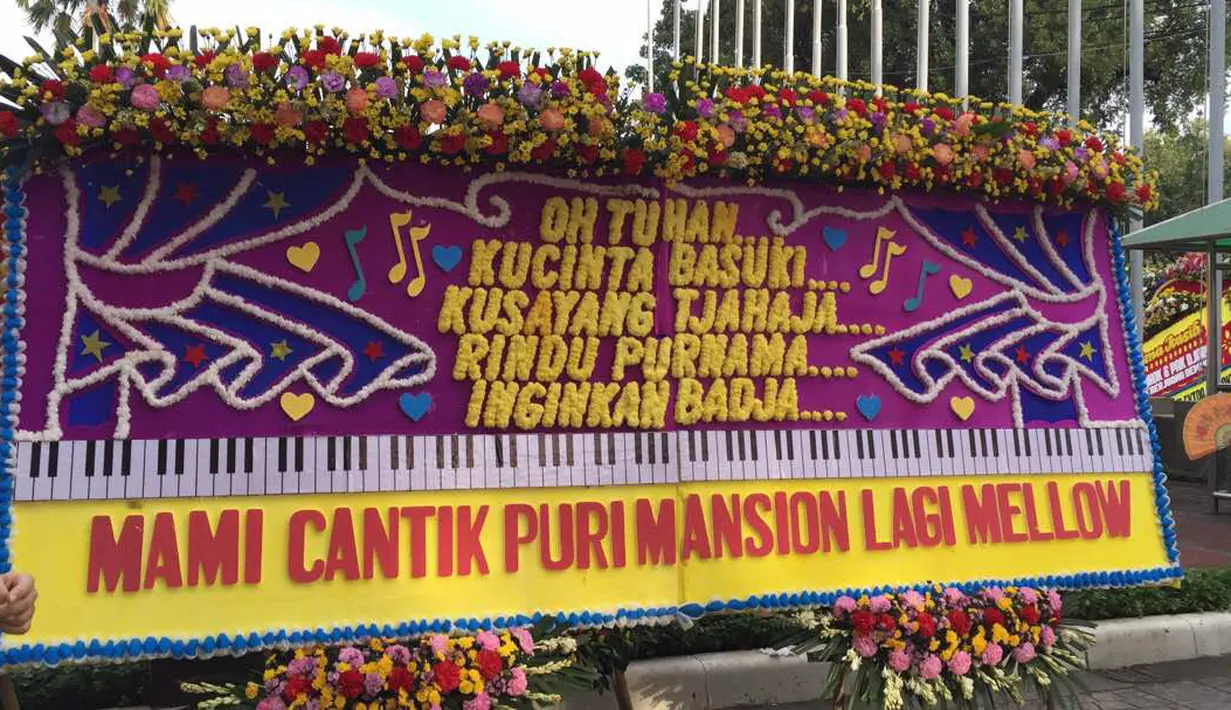 OH TUHAN
KUCINTA BASUKI...
KUSAYANG TJAHAJA....
RINDU PURNAMA....
INGINKAN BADJA.....
MAMI CANTIK PURI MANSION LAGI MELLOW